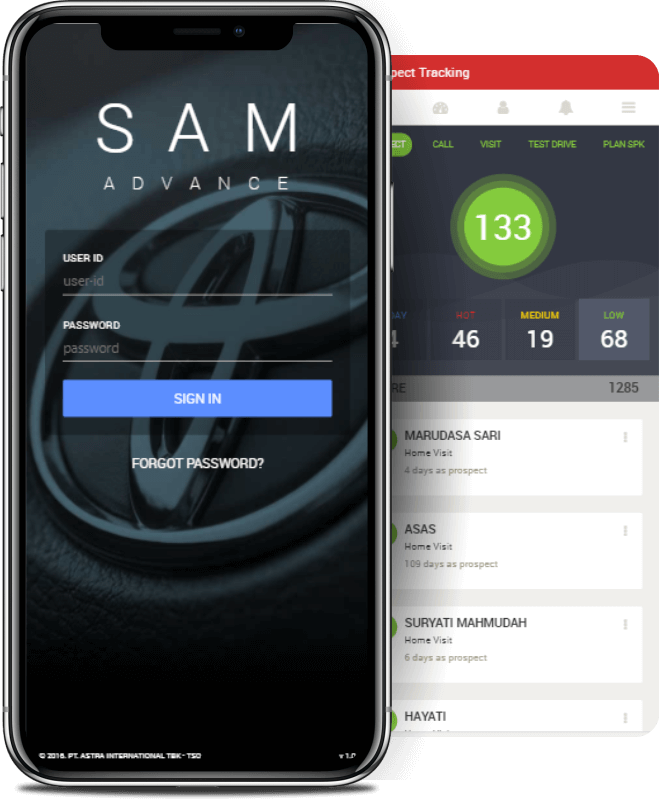 SAM
ADVANCE
USER ID
user-id
PASSWORD
password
SIGN IN
FORGOT PASSWORD?
© 2016. PT. ASTRA INTERNATIONAL TBK - TSO
v 1.0
pect Tracking
ECT CALL VISIT TEST DRIVE PLAN SPK
133
AY HOT MEDIUM LOW
4 46 19 68
RE 1285
MARUDASA SARI
Home Visit
4 days as prospect
ASAS
Home Visit
109 days as prospect
SURYATI MAHMUDAH
Home Visit
6 days as prospect
HAYATI